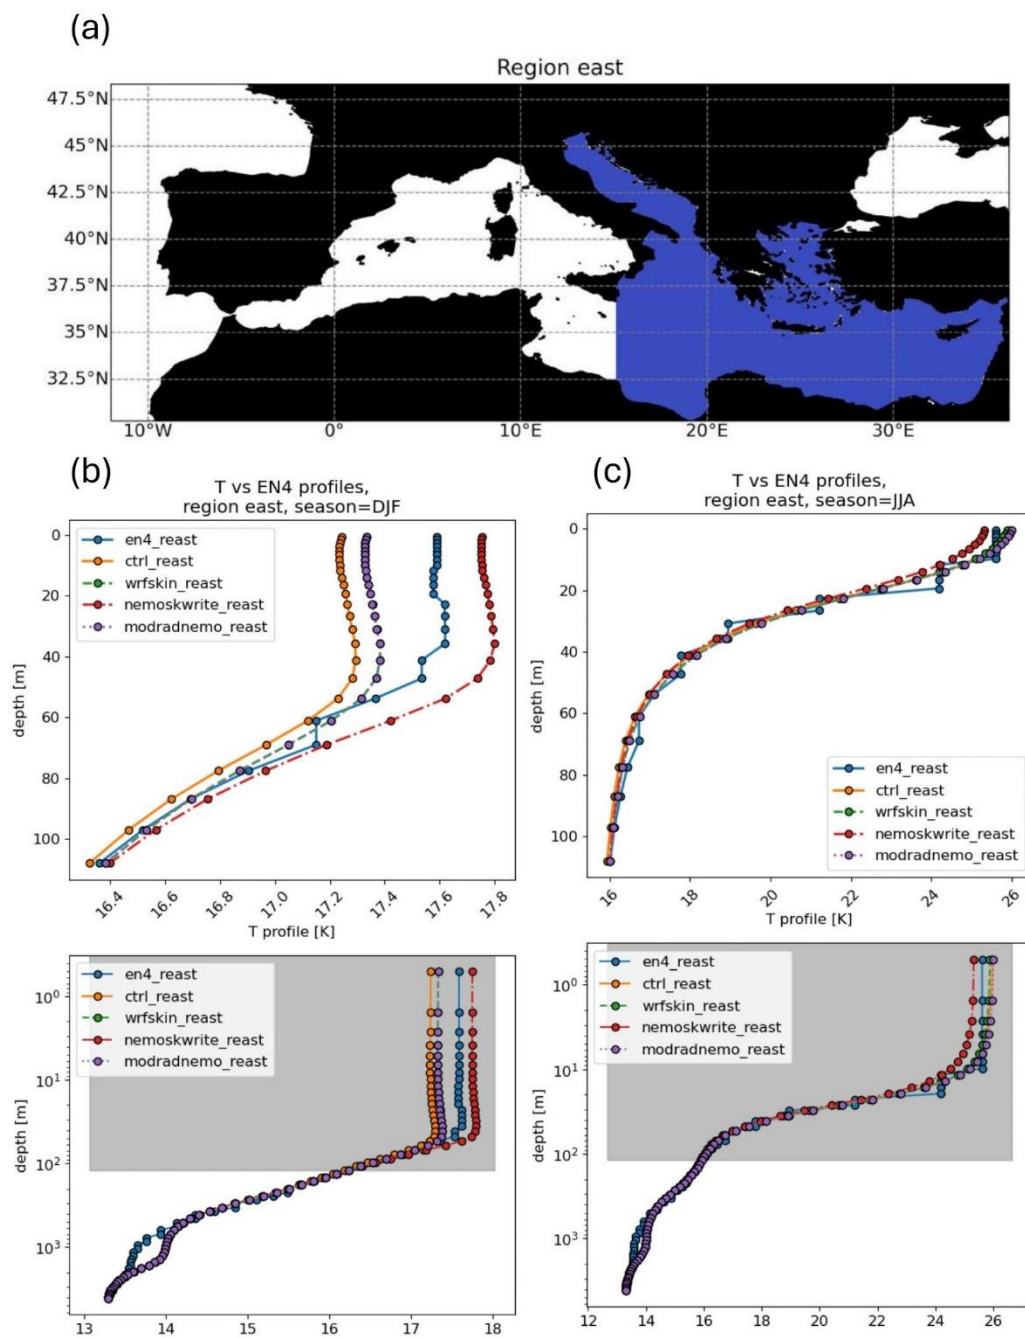 (a)
Region east
47.5°N
45°N
42.5°N
40°N
37.5°N
35°N
32.5°N
10°W 0° 10°E 20°E 30°E
(b)
T vs EN4 profiles,
region east, season=DJF
en4_reast
ctrl_reast
wrfskin_reast
nemoskwrite_reast
modradnemo_reast
0
20
40
60
80
100
depth [m]
16.4 16.6 16.8 17.0 17.2 17.4 17.6 17.8
T profile [K]
en4_reast
ctrl_reast
wrfskin_reast
nemoskwrite_reast
modradnemo_reast
10⁰
10¹
10²
10³
depth [m]
13 14 15 16 17 18
(c)
T vs EN4 profiles,
region east, season=JJA
0
20
40
60
80
100
depth [m]
en4_reast
ctrl_reast
wrfskin_reast
nemoskwrite_reast
modradnemo_reast
16 18 20 22 24 26
T profile [K]
en4_reast
ctrl_reast
wrfskin_reast
nemoskwrite_reast
modradnemo_reast
10⁰
10¹
10²
10³
depth [m]
12 14 16 18 20 22 24 26